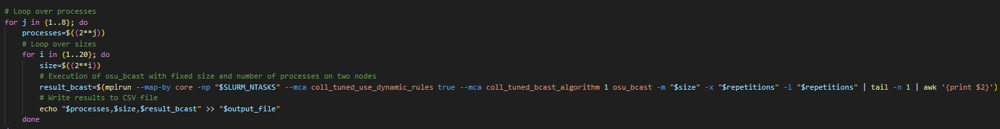 # Loop over processes
for j in {1..8}; do
    processes=$((2**j))
    # Loop over sizes
    for i in {1..20}; do
        size=$((2**i))
        # Execution of osu_bcast with fixed size and number of processes on two nodes
        result_bcast=$(mpirun --map-by core -np "$SLURM_NTASKS" --mca coll_tuned_use_dynamic_rules true --mca coll_tuned_bcast_algorithm 1 osu_bcast -m "$size" -x "$repetitions" -i "$repetitions" | tail -n 1 | awk '{print $2}')
        # Write results to CSV file
        echo "$processes,$size,$result_bcast" >> "$output_file"
    done